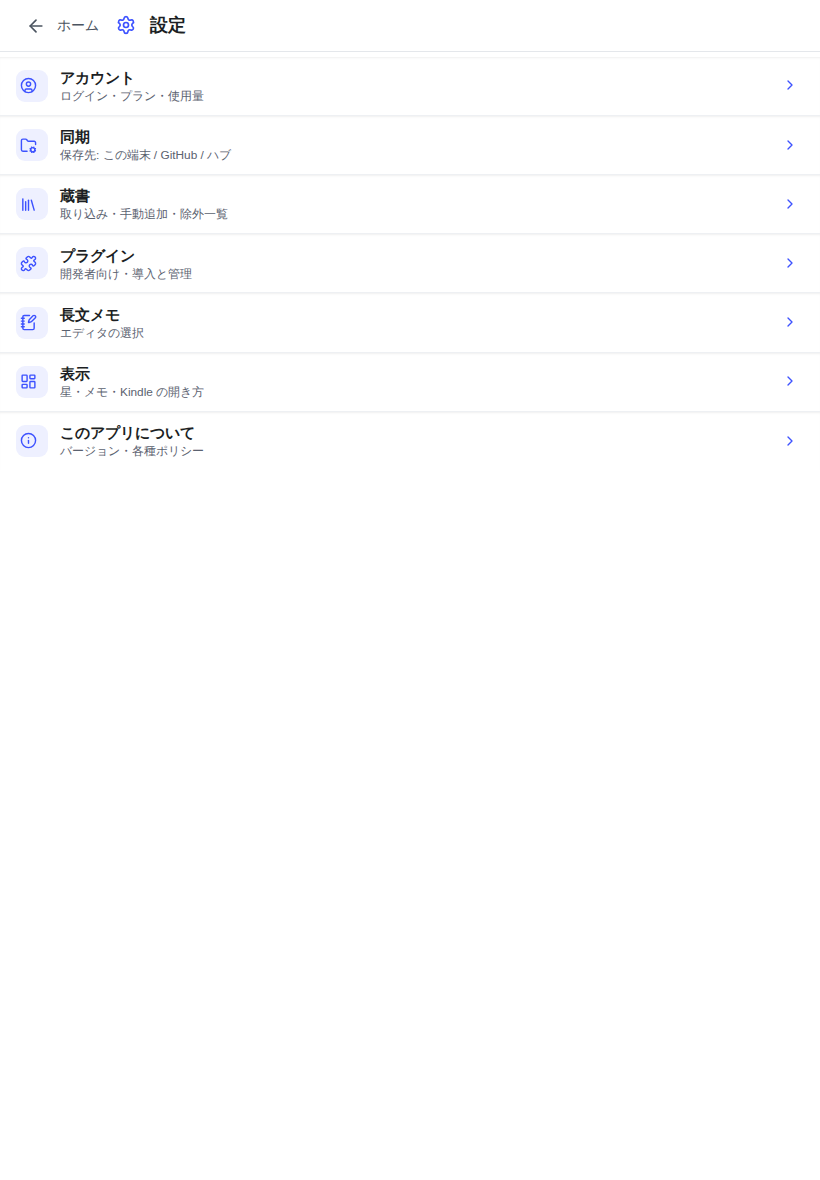 ホーム 設定
アカウント
ログイン・プラン・使用量
同期
保存先: この端末 / GitHub / ハブ
蔵書
取り込み・手動追加・除外一覧
プラグイン
開発者向け・導入と管理
長文メモ
エディタの選択
表示
星・メモ・Kindle の開き方
このアプリについて
バージョン・各種ポリシー